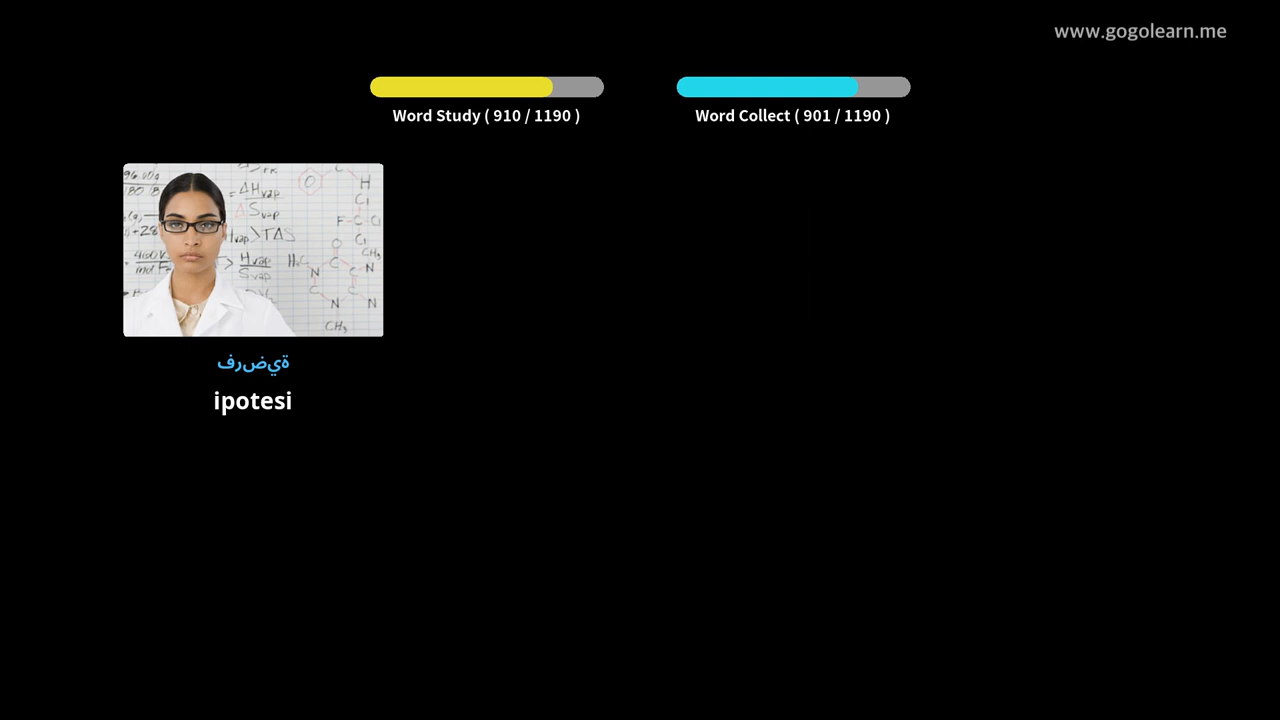 www.gogolearn.me
Word Study ( 910 / 1190 )
Word Collect ( 901 / 1190 )
فرضية
ipotesi